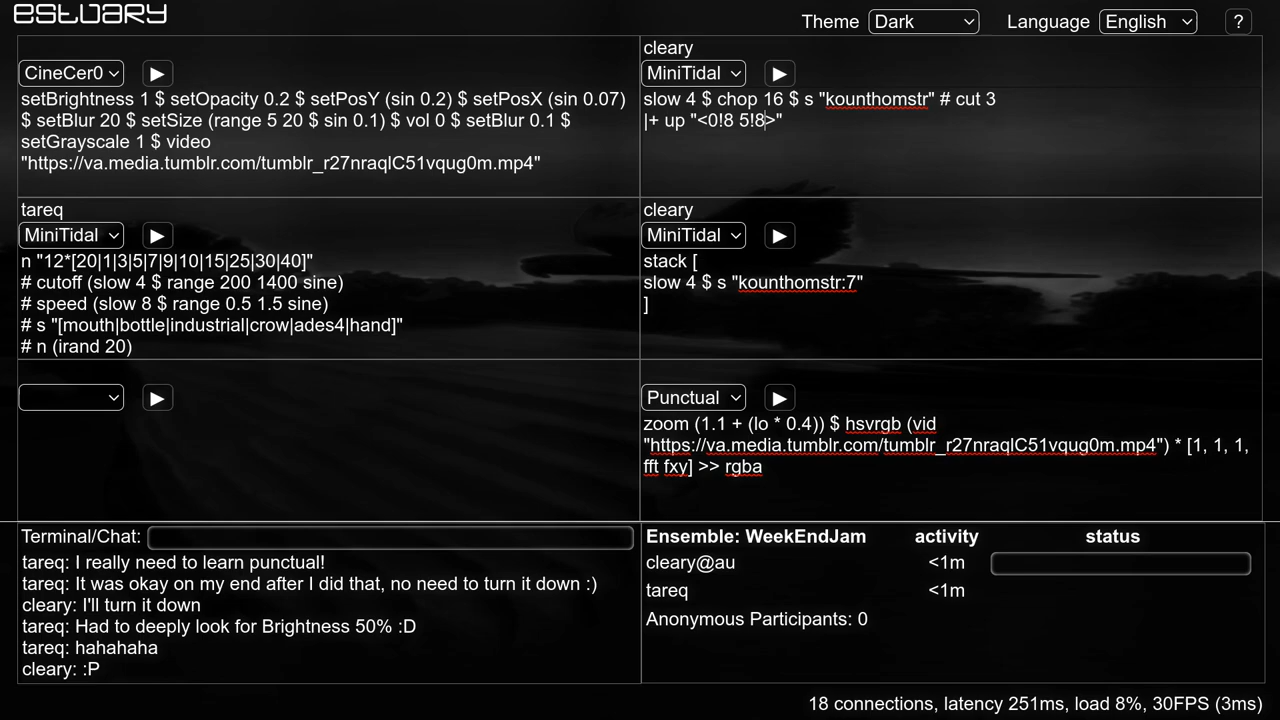 estuary
Theme Dark Language English ?
CineCer0
setBrightness 1 $ setOpacity 0.2 $ setPosY (sin 0.2) $ setPosX (sin 0.07)
$ setBlur 20 $ setSize (range 5 20 $ sin 0.1) $ vol 0 $ setBlur 0.1 $
setGrayscale 1 $ video
"https://va.media.tumblr.com/tumblr_r27nraqlC51vqug0m.mp4"
cleary
MiniTidal
slow 4 $ chop 16 $ s "kounthomstr" # cut 3
|+ up "<0!8 5!8>"
tareq
MiniTidal
n "12*[20|1|3|5|7|9|10|15|25|30|40]"
# cutoff (slow 4 $ range 200 1400 sine)
# speed (slow 8 $ range 0.5 1.5 sine)
# s "[mouth|bottle|industrial|crow|ades4|hand]"
# n (irand 20)
cleary
MiniTidal
stack [
slow 4 $ s "kounthomstr:7"
]
Punctual
zoom (1.1 + (lo * 0.4)) $ hsvrgb (vid
"https://va.media.tumblr.com/tumblr_r27nraqlC51vqug0m.mp4") * [1, 1, 1,
fft fxy] >> rgba
Terminal/Chat:
tareq: I really need to learn punctual!
tareq: It was okay on my end after I did that, no need to turn it down :)
cleary: I'll turn it down
tareq: Had to deeply look for Brightness 50% :D
tareq: hahahaha
cleary: :P
Ensemble: WeekEndJam activity status
cleary@au <1m
tareq <1m
Anonymous Participants: 0
18 connections, latency 251ms, load 8%, 30FPS (3ms)